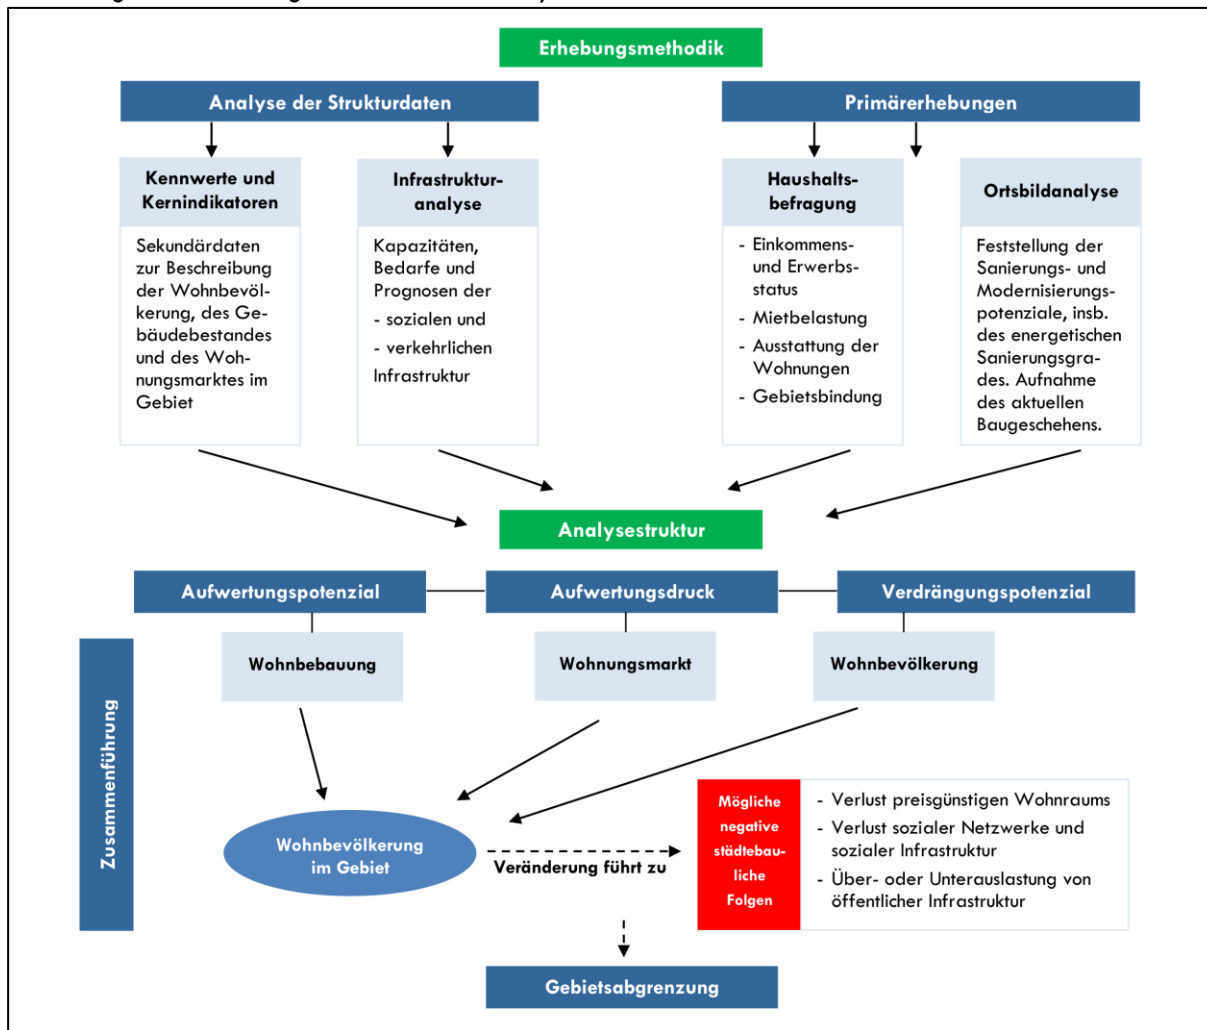 Erhebungsmethodik
Analyse der Strukturdaten
Primärerhebungen
Kennwerte und
Kernindikatoren
Sekundärdaten
zur Beschreibung
der Wohnbevöl-
kerung, des Ge-
bäudebestandes
und des Woh-
nungsmarktes im
Gebiet
Infrastruktur-
analyse
Kapazitäten,
Bedarfe und
Prognosen der
- sozialen und
- verkehrlichen
Infrastruktur
Haushalts-
befragung
- Einkommens-
und Erwerbs-
status
- Mietbelastung
- Ausstattung der
Wohnungen
- Gebietsbindung
Ortsbildanalyse
Feststellung der
Sanierungs- und
Modernisierungs-
potenziale, insb.
des energetischen
Sanierungsgra-
des. Aufnahme
des aktuellen
Baugeschehens.
Analysestruktur
Aufwertungspotenzial
Aufwertungsdruck
Verdrängungspotenzial
Wohnbebauung
Wohnungsmarkt
Wohnbevölkerung
Zusammenführung
Wohnbevölkerung
im Gebiet
Veränderung führt zu
Mögliche
negative
städtebau-
liche
Folgen
- Verlust preisgünstigen Wohnraums
- Verlust sozialer Netzwerke und
sozialer Infrastruktur
- Über- oder Unterauslastung von
öffentlicher Infrastruktur
Gebietsabgrenzung